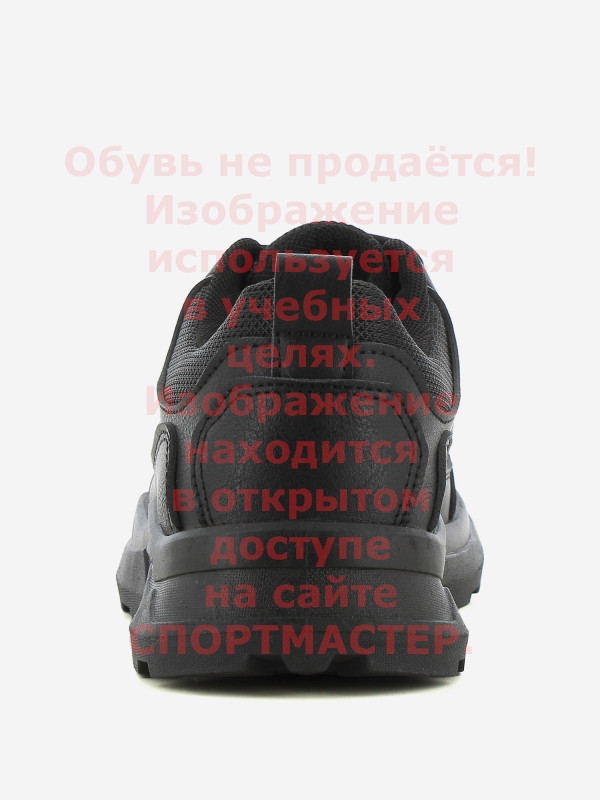 Обувь не продаётся!
Изображение
используется
в учебных
целях.
Изображение
находится
в открытом
доступе
на сайте
СПОРТМАСТЕР.